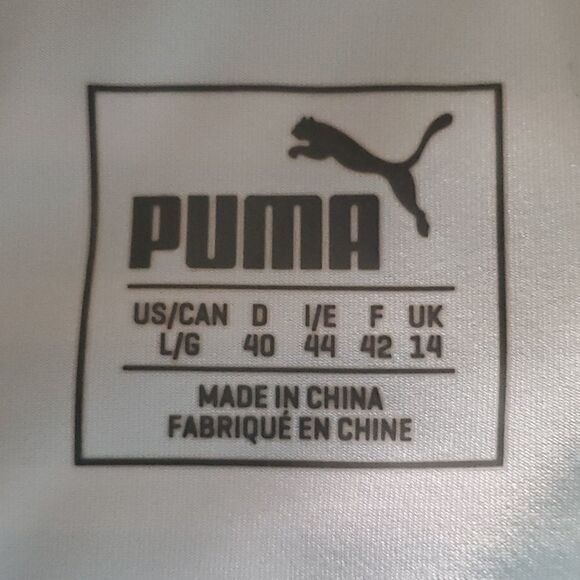 PUMA
US/CAN D I/E F UK
L/G 40 44 42 14
MADE IN CHINA
FABRIQUÉ EN CHINE